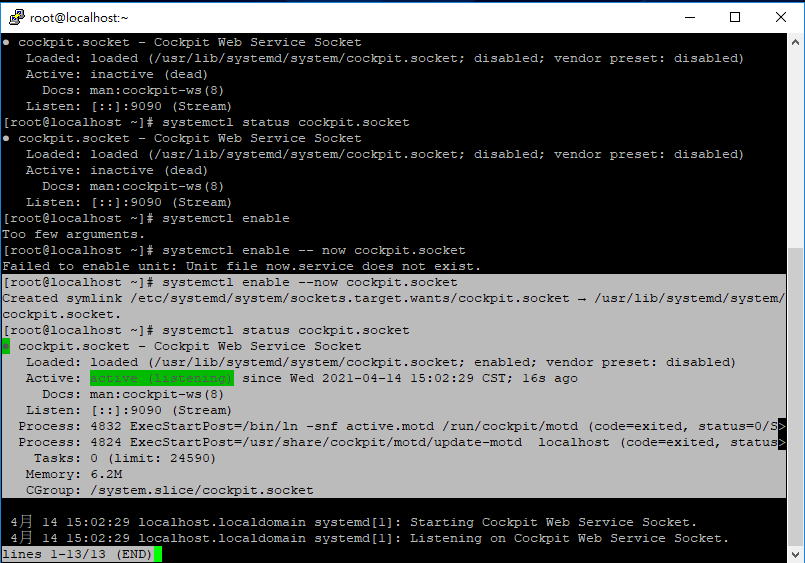 root@localhost:~
● cockpit.socket - Cockpit Web Service Socket
Loaded: loaded (/usr/lib/systemd/system/cockpit.socket; disabled; vendor preset: disabled)
Active: inactive (dead)
Docs: man:cockpit-ws(8)
Listen: [::]:9090 (Stream)
[root@localhost ~]# systemctl status cockpit.socket
● cockpit.socket - Cockpit Web Service Socket
Loaded: loaded (/usr/lib/systemd/system/cockpit.socket; disabled; vendor preset: disabled)
Active: inactive (dead)
Docs: man:cockpit-ws(8)
Listen: [::]:9090 (Stream)
[root@localhost ~]# systemctl enable
Too few arguments.
[root@localhost ~]# systemctl enable -- now cockpit.socket
Failed to enable unit: Unit file now.service does not exist.
[root@localhost ~]# systemctl enable --now cockpit.socket
Created symlink /etc/systemd/system/sockets.target.wants/cockpit.socket → /usr/lib/systemd/system/
cockpit.socket.
[root@localhost ~]# systemctl status cockpit.socket
● cockpit.socket - Cockpit Web Service Socket
Loaded: loaded (/usr/lib/systemd/system/cockpit.socket; enabled; vendor preset: disabled)
Active: active (listening) since Wed 2021-04-14 15:02:29 CST; 16s ago
Docs: man:cockpit-ws(8)
Listen: [::]:9090 (Stream)
Process: 4832 ExecStartPost=/bin/ln -snf active.motd /run/cockpit/motd (code=exited, status=0/S>
Process: 4824 ExecStartPost=/usr/share/cockpit/motd/update-motd  localhost (code=exited, status>
Tasks: 0 (limit: 24590)
Memory: 6.2M
CGroup: /system.slice/cockpit.socket
4月 14 15:02:29 localhost.localdomain systemd[1]: Starting Cockpit Web Service Socket.
4月 14 15:02:29 localhost.localdomain systemd[1]: Listening on Cockpit Web Service Socket.
lines 1-13/13 (END)